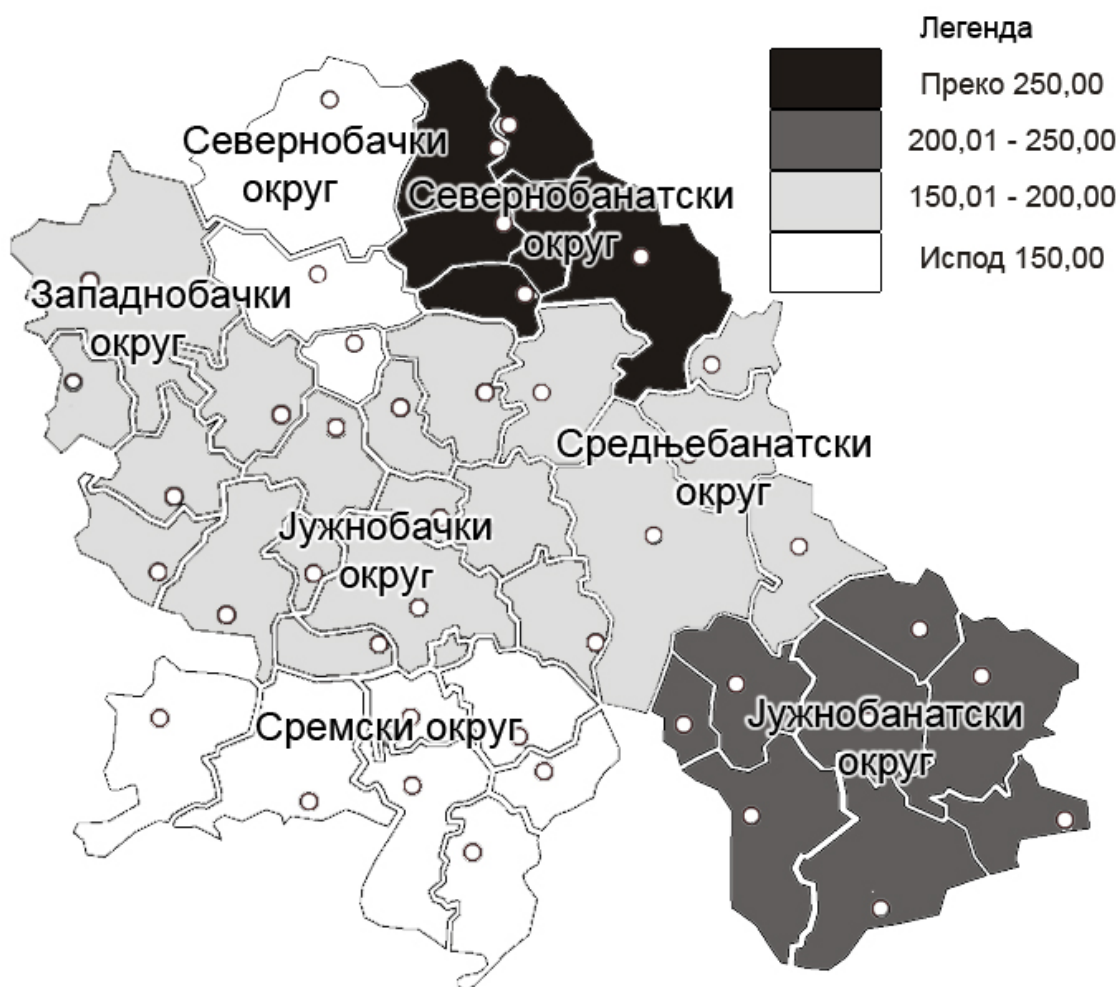 Легенда
Преко 250,00
200,01 - 250,00
150,01 - 200,00
Испод 150,00
Севернобачки
округ
Севернобанатски
округ
Западнобачки
округ
Средњебанатски
округ
Јужнобачки
округ
Сремски округ
Јужнобанатски
округ